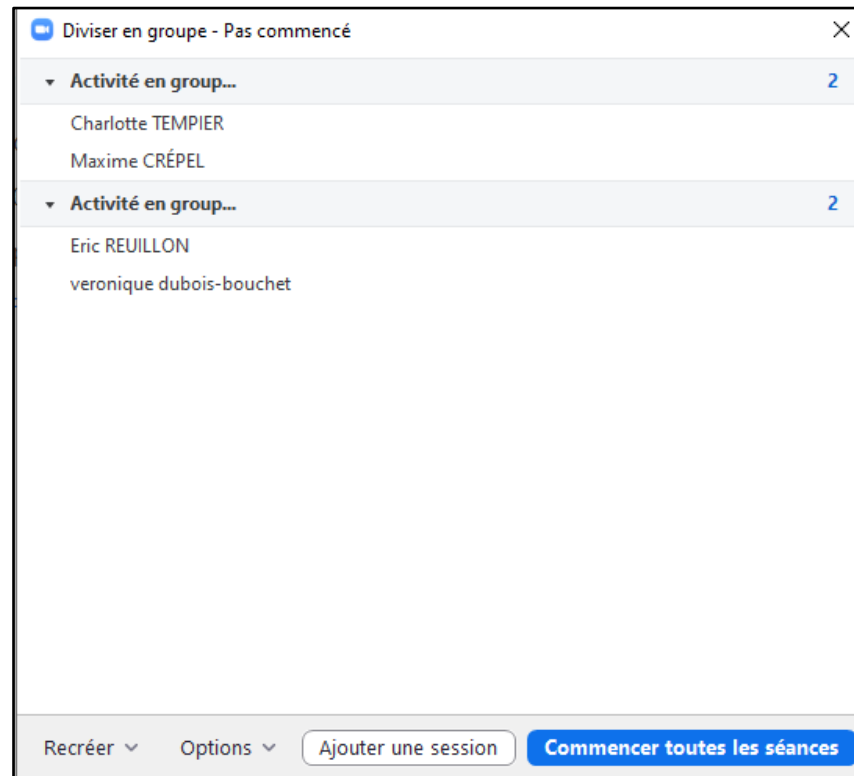 Diviser en groupe - Pas commencé
Activité en group... 2
Charlotte TEMPIER
Maxime CRÉPEL
Activité en group... 2
Eric REUILLON
veronique dubois-bouchet
Recréer Options Ajouter une session Commencer toutes les séances